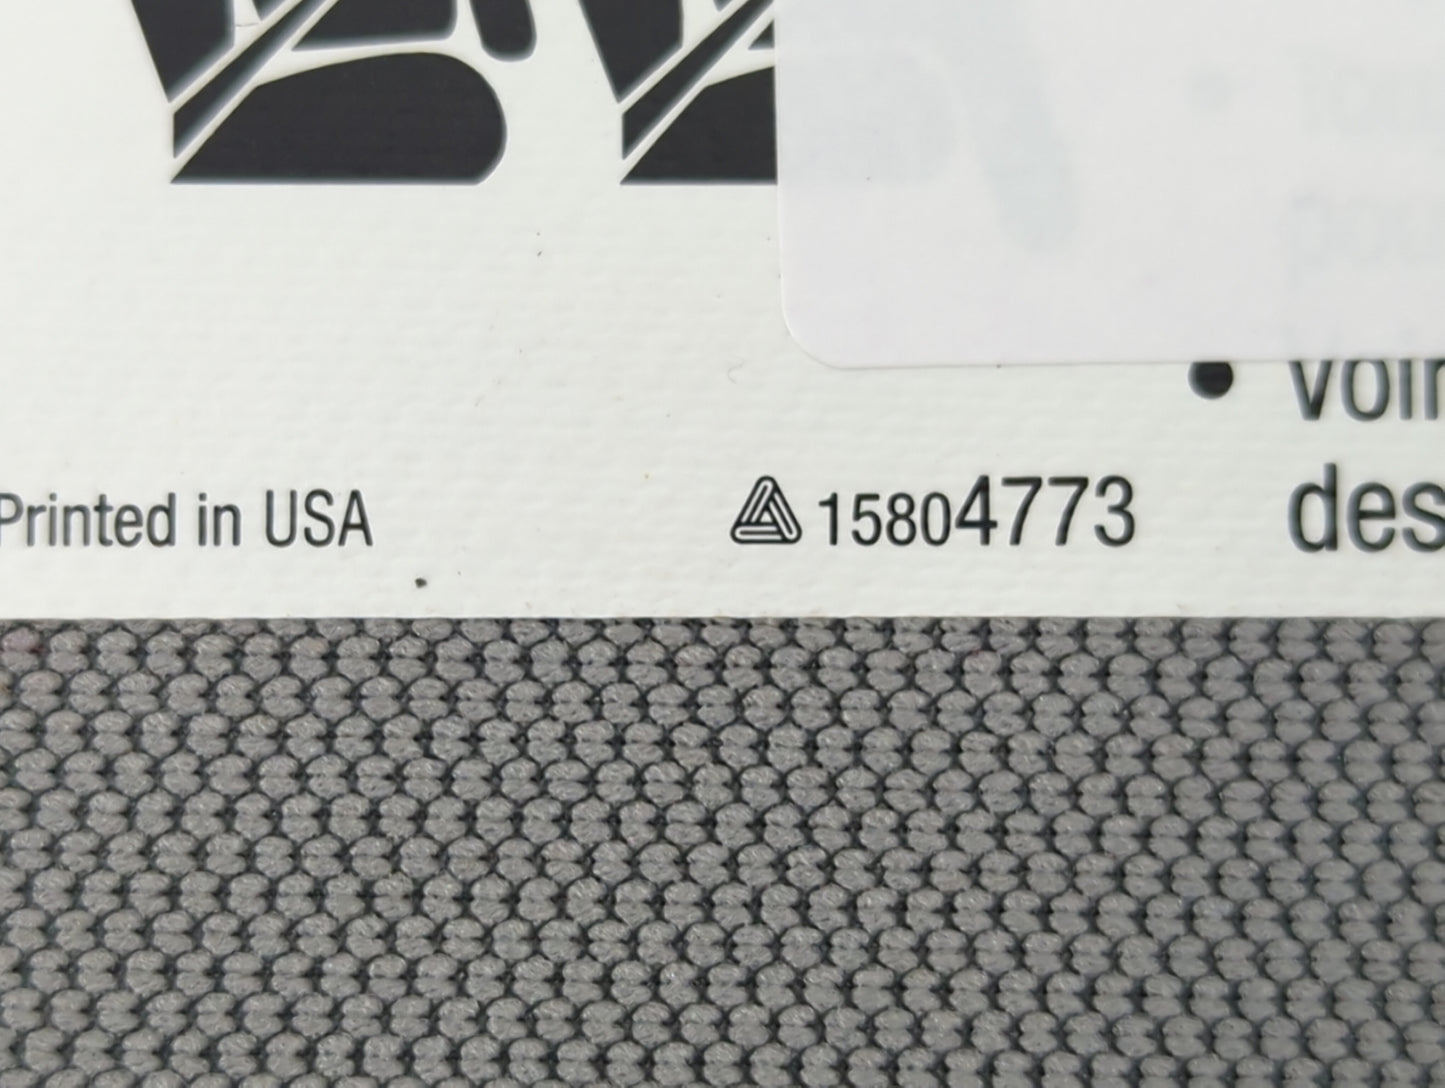 voir
Printed in USA 15804773 des